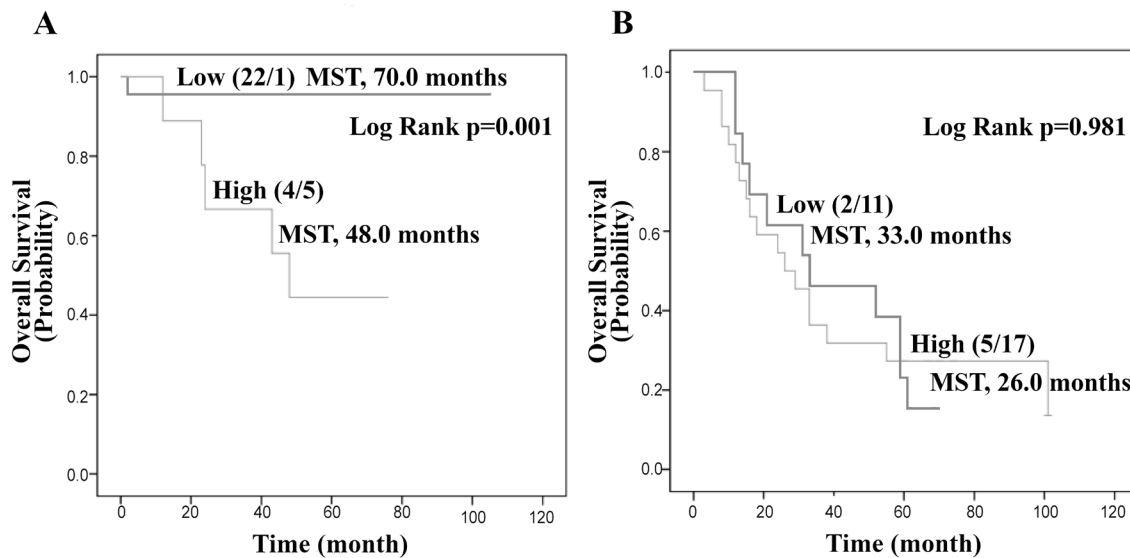 A
Overall Survival
(Probability)
1.0
0.8
0.6
0.4
0.2
0.0
Low (22/1) MST, 70.0 months
Log Rank p=0.001
High (4/5)
MST, 48.0 months
0 20 40 60 80 100 120
Time (month)
B
Overall Survival
(Probability)
1.0
0.8
0.6
0.4
0.2
0.0
Log Rank p=0.981
Low (2/11)
MST, 33.0 months
High (5/17)
MST, 26.0 months
0 20 40 60 80 100 120
Time (month)